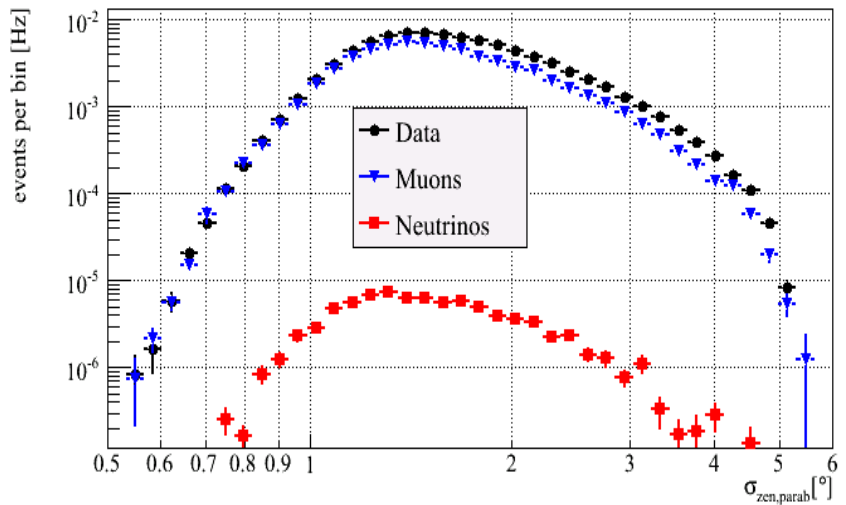 events per bin [Hz]
10⁻²
10⁻³
10⁻⁴
10⁻⁵
10⁻⁶
Data
Muons
Neutrinos
0.5 0.6 0.7 0.8 0.9 1 2 3 4 5 6
σzen,parab[°]